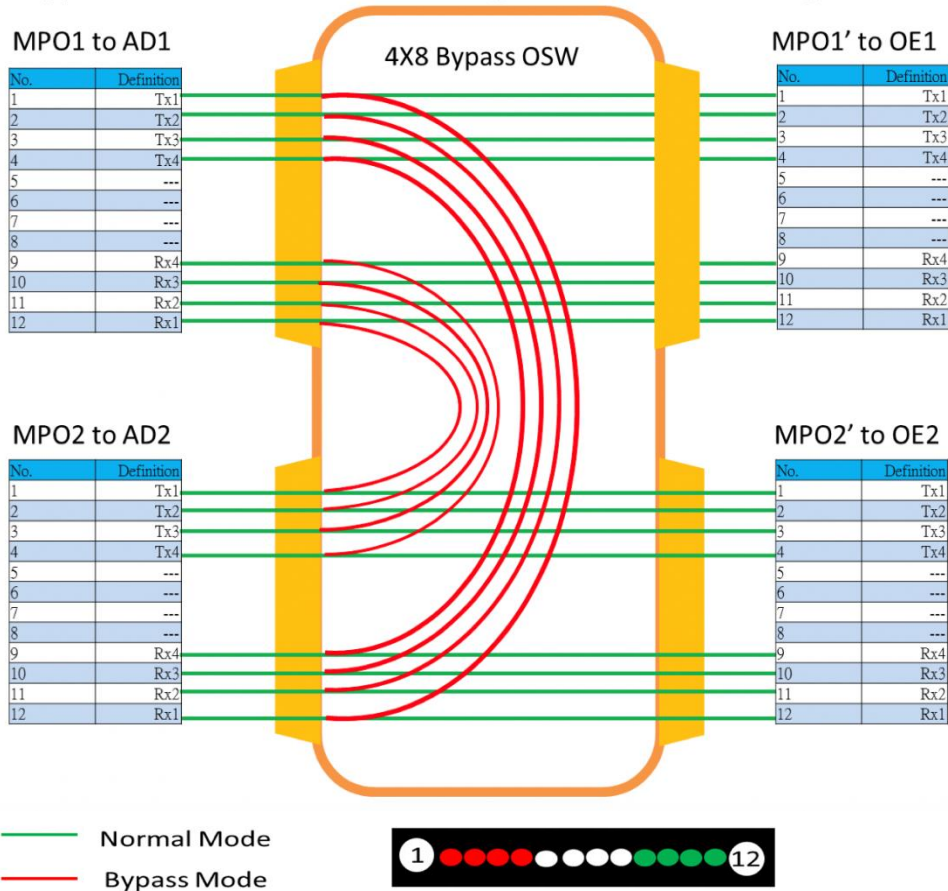 MPO1 to AD1
No. Definition
1 Tx1
2 Tx2
3 Tx3
4 Tx4
5 ---
6 ---
7 ---
8 ---
9 Rx4
10 Rx3
11 Rx2
12 Rx1
4X8 Bypass OSW
MPO1’ to OE1
No. Definition
1 Tx1
2 Tx2
3 Tx3
4 Tx4
5 ---
6 ---
7 ---
8 ---
9 Rx4
10 Rx3
11 Rx2
12 Rx1
MPO2 to AD2
No. Definition
1 Tx1
2 Tx2
3 Tx3
4 Tx4
5 ---
6 ---
7 ---
8 ---
9 Rx4
10 Rx3
11 Rx2
12 Rx1
MPO2’ to OE2
No. Definition
1 Tx1
2 Tx2
3 Tx3
4 Tx4
5 ---
6 ---
7 ---
8 ---
9 Rx4
10 Rx3
11 Rx2
12 Rx1
Normal Mode
Bypass Mode
1 12